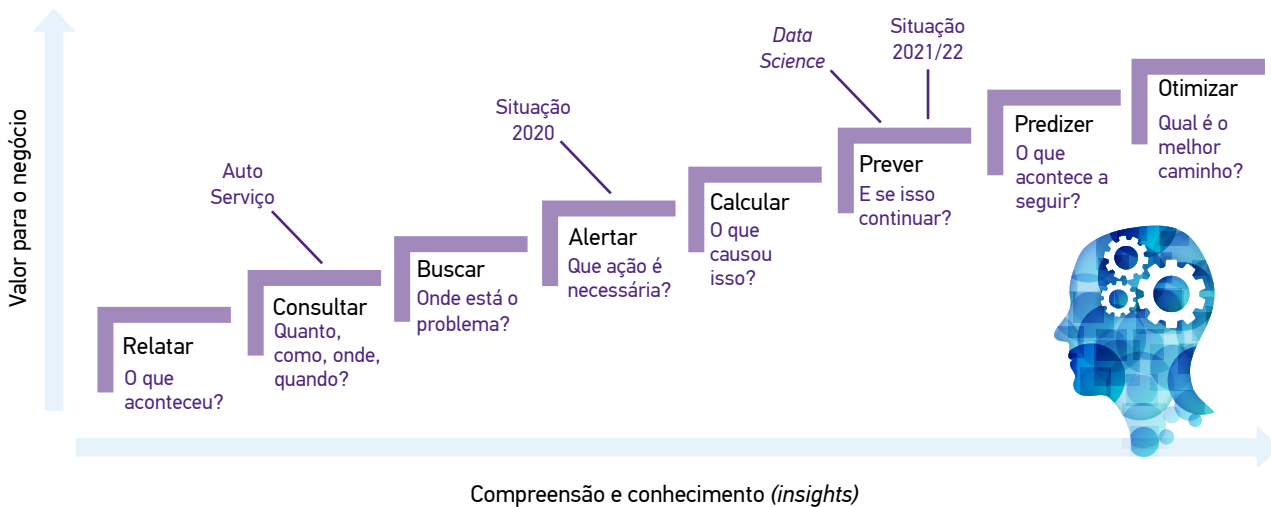 Valor para o negócio
Relatar
O que
aconteceu?
Auto
Serviço
Consultar
Quanto,
como, onde,
quando?
Buscar
Onde está o
problema?
Situação
2020
Alertar
Que ação é
necessária?
Calcular
O que
causou
isso?
Data
Science
Situação
2021/22
Prever
E se isso
continuar?
Predizer
O que
acontece a
seguir?
Otimizar
Qual é o
melhor
caminho?
Compreensão e conhecimento (insights)